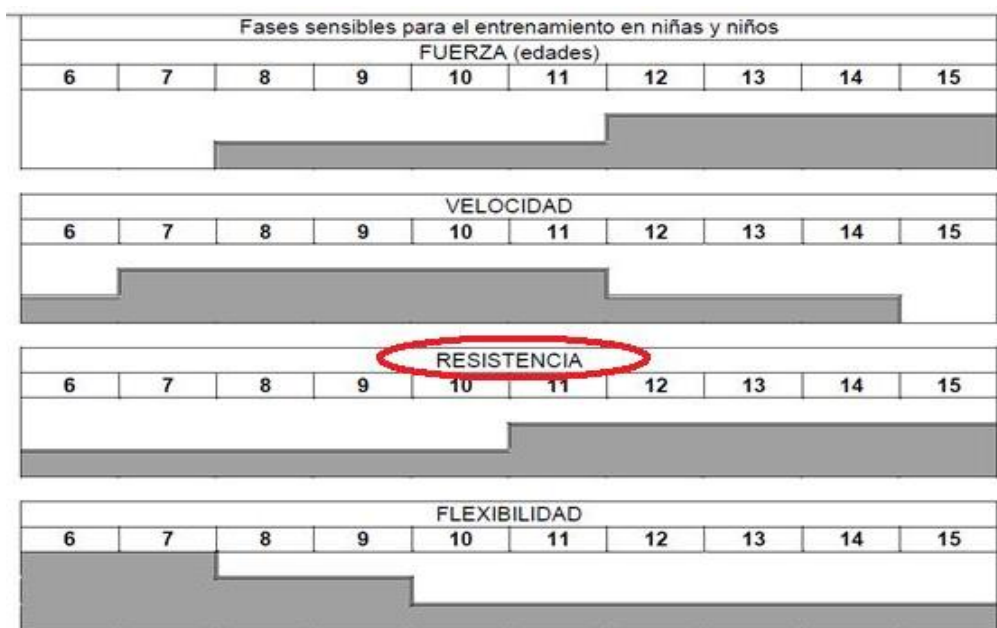 Fases sensibles para el entrenamiento en niñas y niños
FUERZA (edades)
6 7 8 9 10 11 12 13 14 15
VELOCIDAD
6 7 8 9 10 11 12 13 14 15
RESISTENCIA
6 7 8 9 10 11 12 13 14 15
FLEXIBILIDAD
6 7 8 9 10 11 12 13 14 15